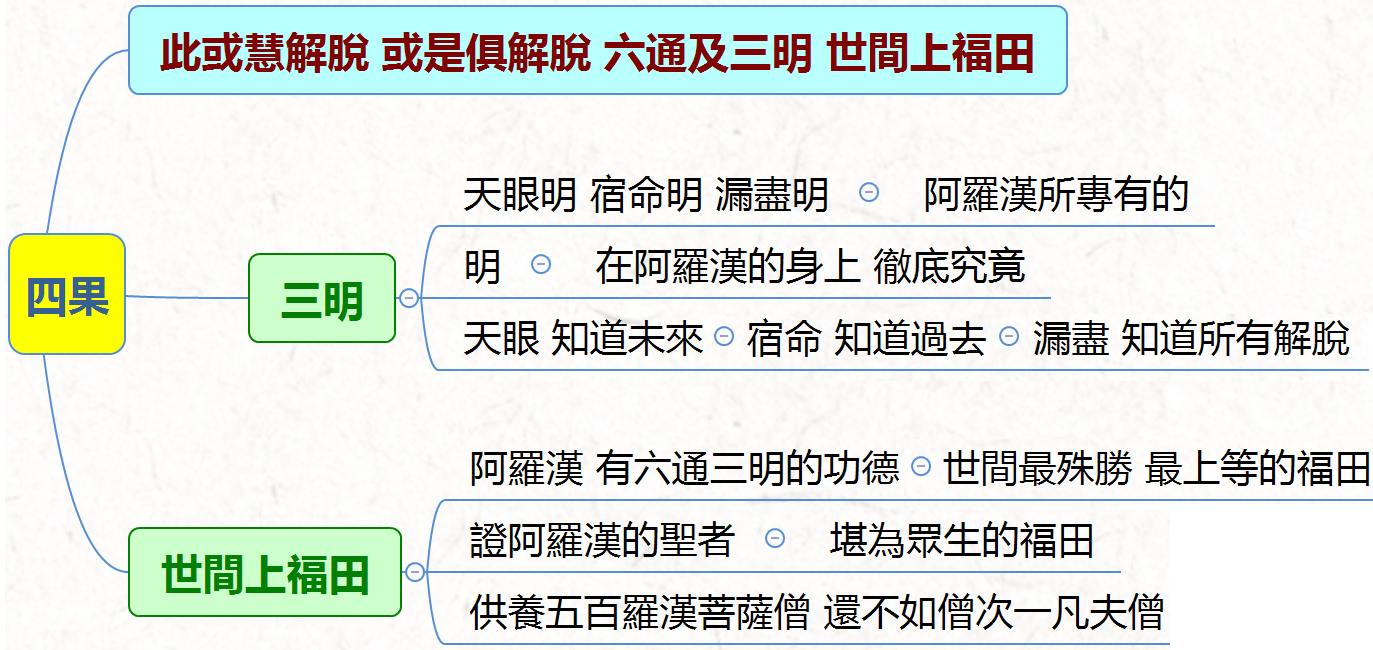 此或慧解脫 或是俱解脫 六通及三明 世間上福田
四果
三明
天眼明 宿命明 漏盡明 阿羅漢所專有的
明 在阿羅漢的身上 徹底究竟
天眼 知道未來 宿命 知道過去 漏盡 知道所有解脫
世間上福田
阿羅漢 有六通三明的功德 世間最殊勝 最上等的福田
證阿羅漢的聖者 堪為眾生的福田
供養五百羅漢菩薩僧 還不如僧次一凡夫僧